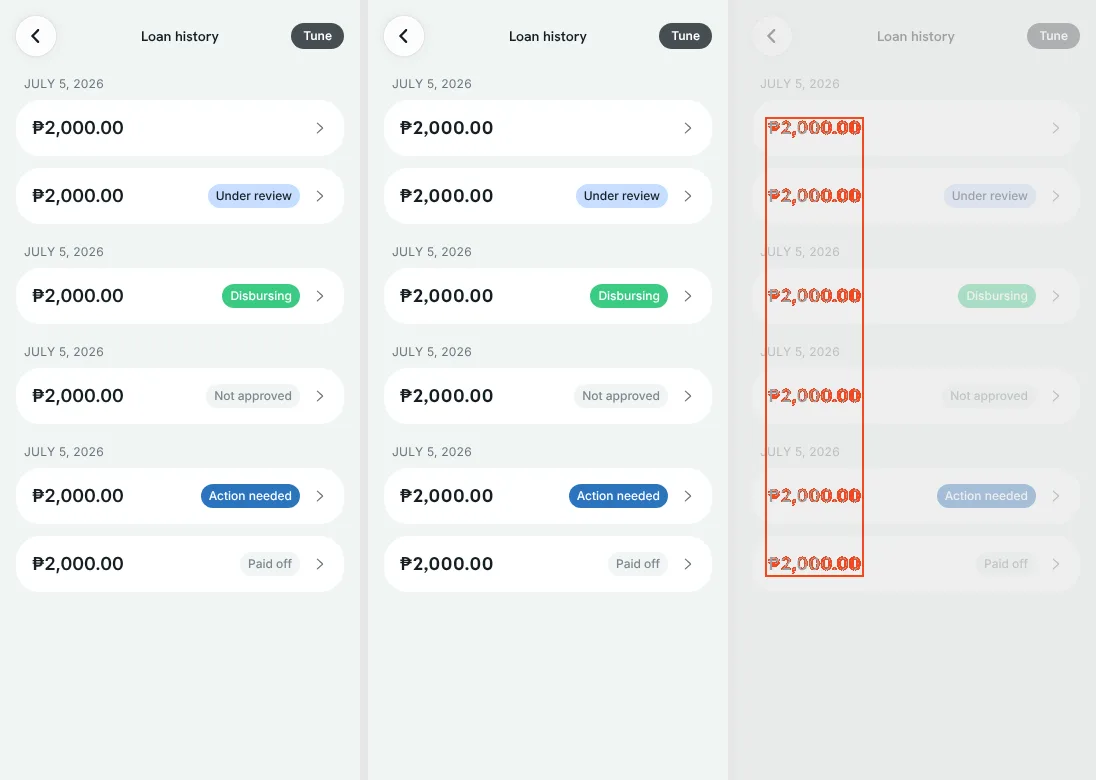 Loan history
Tune
JULY 5, 2026
₱2,000.00
₱2,000.00
Under review
JULY 5, 2026
₱2,000.00
Disbursing
JULY 5, 2026
₱2,000.00
Not approved
JULY 5, 2026
₱2,000.00
Action needed
₱2,000.00
Paid off
Loan history
Tune
JULY 5, 2026
₱2,000.00
₱2,000.00
Under review
JULY 5, 2026
₱2,000.00
Disbursing
JULY 5, 2026
₱2,000.00
Not approved
JULY 5, 2026
₱2,000.00
Action needed
₱2,000.00
Paid off
Loan history
Tune
JULY 5, 2026
₱2,000.00
₱2,000.00
Under review
JULY 5, 2026
₱2,000.00
Disbursing
JULY 5, 2026
₱2,000.00
Not approved
JULY 5, 2026
₱2,000.00
Action needed
₱2,000.00
Paid off